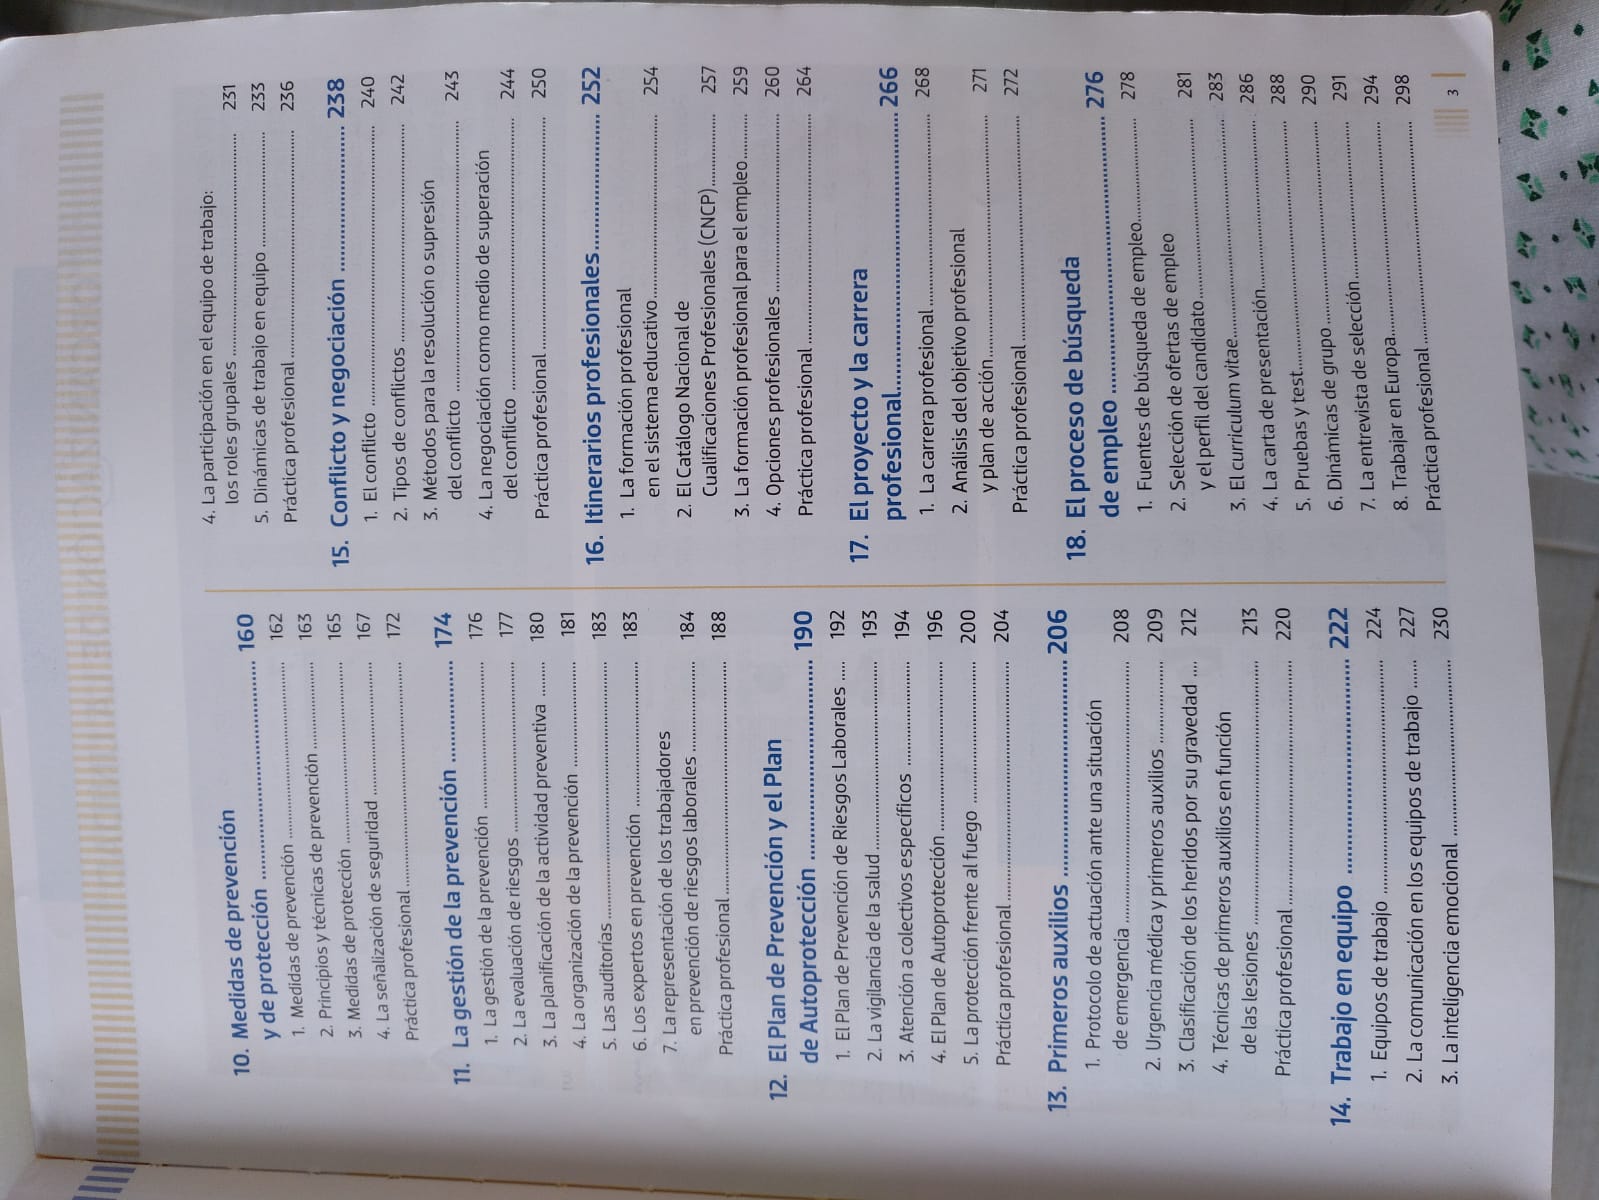 10. Medidas de prevención
y de protección ........ 160
1. Medidas de prevención ........ 162
2. Principios y técnicas de prevención ........ 163
3. Medidas de protección ........ 165
4. La señalización de seguridad ........ 167
Práctica profesional ........ 172
11. La gestión de la prevención ........ 174
1. La gestión de la prevención ........ 176
2. La evaluación de riesgos ........ 177
3. La planificación de la actividad preventiva ........ 180
4. La organización de la prevención ........ 181
5. Las auditorías ........ 183
6. Los expertos en prevención ........ 183
7. La representación de los trabajadores
en prevención de riesgos laborales ........ 184
Práctica profesional ........ 188
12. El Plan de Prevención y el Plan
de Autoprotección ........ 190
1. El Plan de Prevención de Riesgos Laborales ..... 192
2. La vigilancia de la salud ........ 193
3. Atención a colectivos específicos ........ 194
4. El Plan de Autoprotección ........ 196
5. La protección frente al fuego ........ 200
Práctica profesional ........ 204
13. Primeros auxilios ........ 206
1. Protocolo de actuación ante una situación
de emergencia ........ 208
2. Urgencia médica y primeros auxilios ........ 209
3. Clasificación de los heridos por su gravedad .... 212
4. Técnicas de primeros auxilios en función
de las lesiones ........ 213
Práctica profesional ........ 220
14. Trabajo en equipo ........ 222
1. Equipos de trabajo ........ 224
2. La comunicación en los equipos de trabajo ....... 227
3. La inteligencia emocional ........ 230
4. La participación en el equipo de trabajo:
los roles grupales ........ 231
5. Dinámicas de trabajo en equipo ........ 233
Práctica profesional ........ 236
15. Conflicto y negociación ........ 238
1. El conflicto ........ 240
2. Tipos de conflictos ........ 242
3. Métodos para la resolución o supresión
del conflicto ........ 243
4. La negociación como medio de superación
del conflicto ........ 244
Práctica profesional ........ 250
16. Itinerarios profesionales ........ 252
1. La formación profesional
en el sistema educativo ........ 254
2. El Catálogo Nacional de
Cualificaciones Profesionales (CNCP) ........ 257
3. La formación profesional para el empleo ........ 259
4. Opciones profesionales ........ 260
Práctica profesional ........ 264
17. El proyecto y la carrera
profesional ........ 266
1. La carrera profesional ........ 268
2. Análisis del objetivo profesional
y plan de acción ........ 271
Práctica profesional ........ 272
18. El proceso de búsqueda
de empleo ........ 276
1. Fuentes de búsqueda de empleo ........ 278
2. Selección de ofertas de empleo
y el perfil del candidato ........ 281
3. El curriculum vitae ........ 283
4. La carta de presentación ........ 286
5. Pruebas y test ........ 288
6. Dinámicas de grupo ........ 290
7. La entrevista de selección ........ 291
8. Trabajar en Europa ........ 294
Práctica profesional ........ 298
3